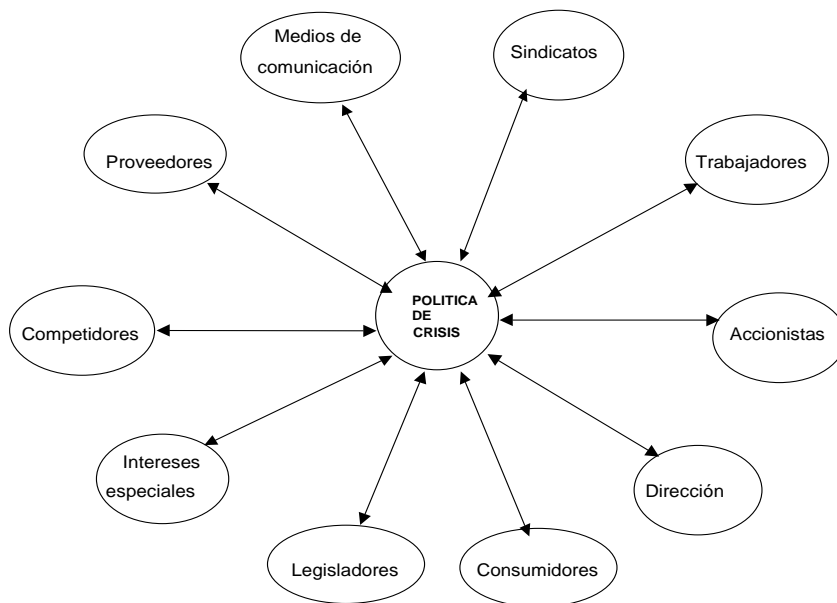 Medios de
comunicación
Sindicatos
Proveedores
Trabajadores
POLITICA
DE
CRISIS
Competidores
Accionistas
Intereses
especiales
Dirección
Legisladores
Consumidores